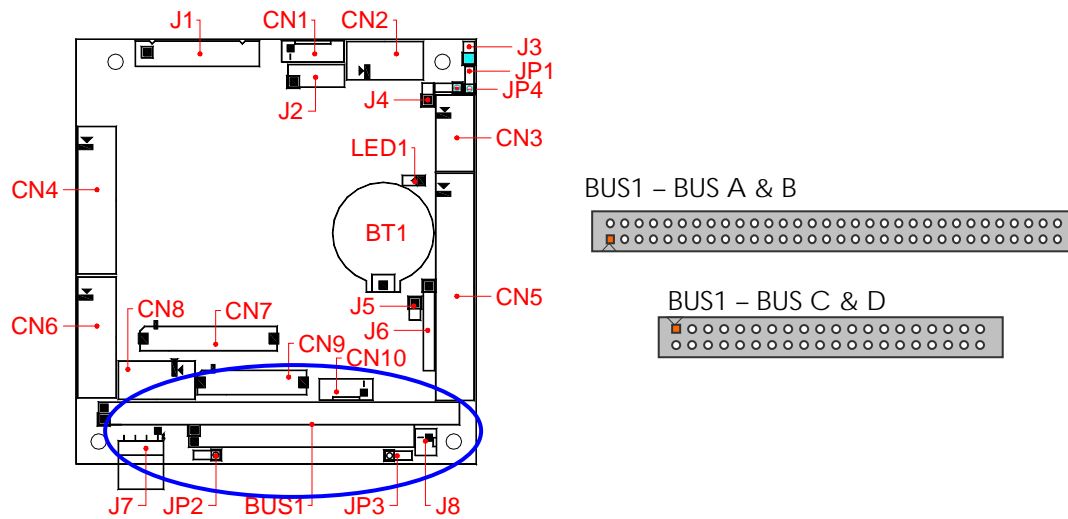 J1
CN1
CN2
J3
JP1
JP4
J2
J4
CN3
LED1
CN4
BT1
BUS1 – BUS A & B
CN5
BUS1 – BUS C & D
CN6
CN8
CN7
J5
J6
CN9
CN10
J7
JP2
BUS1
JP3
J8